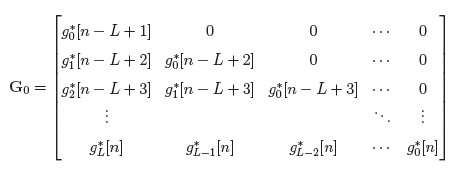 g₀*[n − L + 1] 0 0 ⋯ 0
g₁*[n − L + 2] g₀*[n − L + 2] 0 ⋯ 0
G₀ = g₂*[n − L + 3] g₁*[n − L + 3] g₀*[n − L + 3] ⋯ 0
⋮ ⋱ ⋮
g_L*[n] g_{L−1}*[n] g_{L−2}*[n] ⋯ g₀*[n]